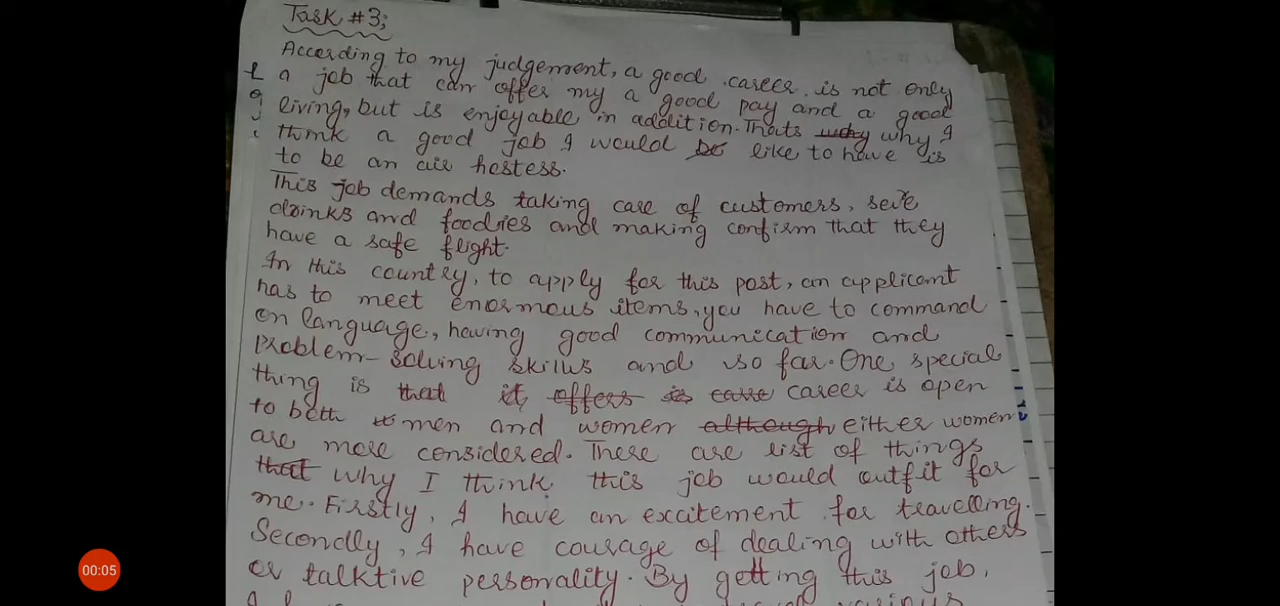 Task #3;
According to my judgement, a good career is not only
a job that can offer my a good pay and a good
living, but is enjoyable in addition. Thats why I
think a good job I would like to have is
to be an air hostess.
This job demands taking care of customers, serve
drinks and foodries and making confirm that they
have a safe flight.
In this country, to apply for this post, an applicant
has to meet enormous items, you have to command
on language, having good communication and
problem-solving skills and so far. One special
thing is that career is open
to both men and women either women
are more considered. There are list of things
why I think this job would outfit for
me. Firstly, I have an excitement for travelling.
Secondly, I have courage of dealing with others
or talktive personality. By getting this job,
various
00:05